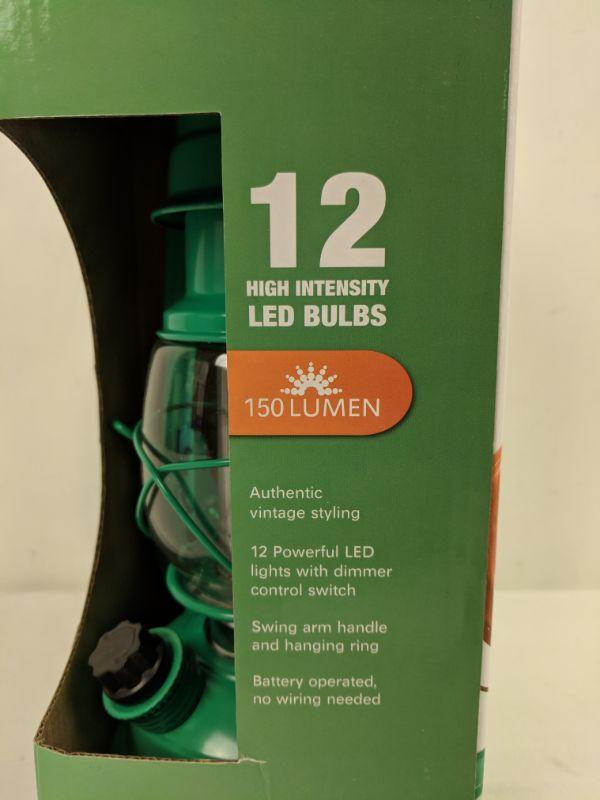 12
HIGH INTENSITY
LED BULBS
150 LUMEN
Authentic
vintage styling
12 Powerful LED
lights with dimmer
control switch
Swing arm handle
and hanging ring
Battery operated,
no wiring needed